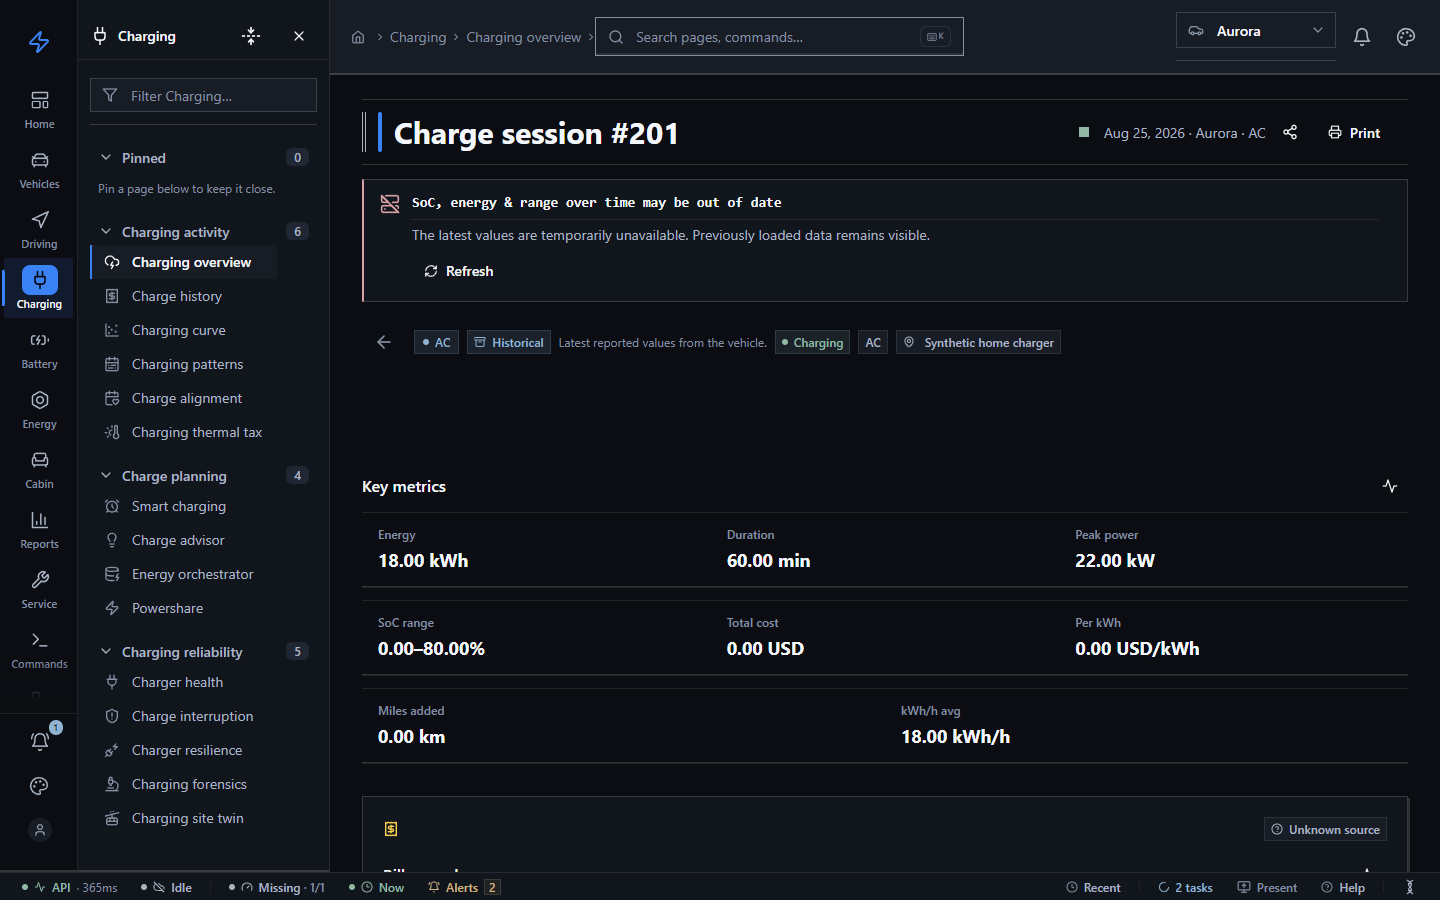 Charging
Charging
Charging overview
Search pages, commands...
K
Aurora
Home
Vehicles
Driving
Charging
Battery
Energy
Cabin
Reports
Service
Commands
1
Filter Charging...
Pinned
0
Pin a page below to keep it close.
Charging activity
6
Charging overview
Charge history
Charging curve
Charging patterns
Charge alignment
Charging thermal tax
Charge planning
4
Smart charging
Charge advisor
Energy orchestrator
Powershare
Charging reliability
5
Charger health
Charge interruption
Charger resilience
Charging forensics
Charging site twin
Charge session #201
Aug 25, 2026 · Aurora · AC
Print
SoC, energy & range over time may be out of date
The latest values are temporarily unavailable. Previously loaded data remains visible.
Refresh
AC
Historical
Latest reported values from the vehicle.
Charging
AC
Synthetic home charger
Key metrics
Energy
18.00 kWh
Duration
60.00 min
Peak power
22.00 kW
SoC range
0.00–80.00%
Total cost
0.00 USD
Per kWh
0.00 USD/kWh
Miles added
0.00 km
kWh/h avg
18.00 kWh/h
Unknown source
API · 365ms
Idle
Missing · 1/1
Now
Alerts 2
Recent
2 tasks
Present
Help